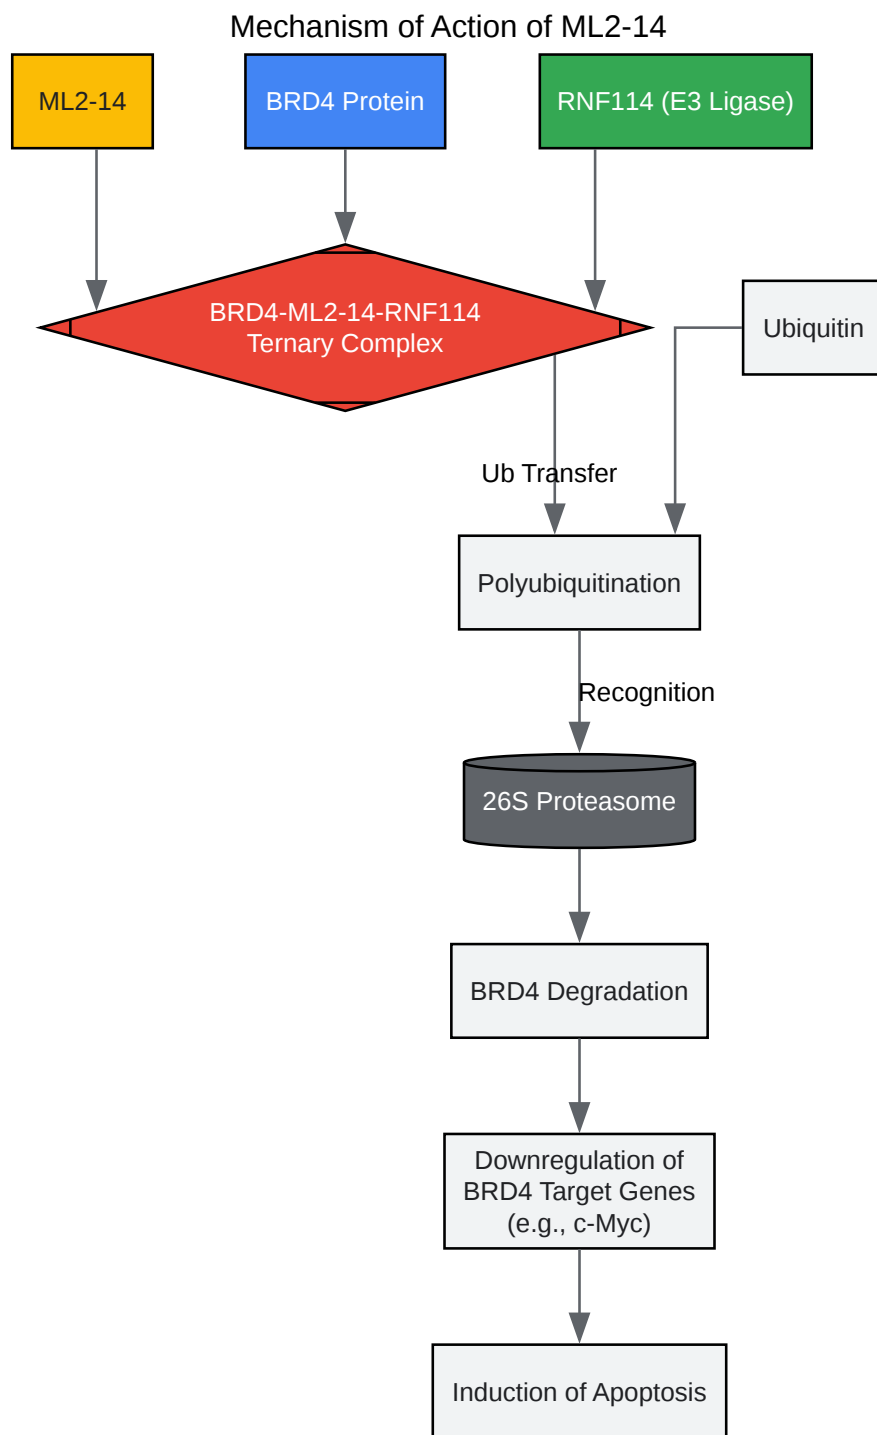 Mechanism of Action of ML2-14
ML2-14
BRD4 Protein
RNF114 (E3 Ligase)
BRD4-ML2-14-RNF114
Ternary Complex
Ubiquitin
Ub Transfer
Polyubiquitination
Recognition
26S Proteasome
BRD4 Degradation
Downregulation of
BRD4 Target Genes
(e.g., c-Myc)
Induction of Apoptosis